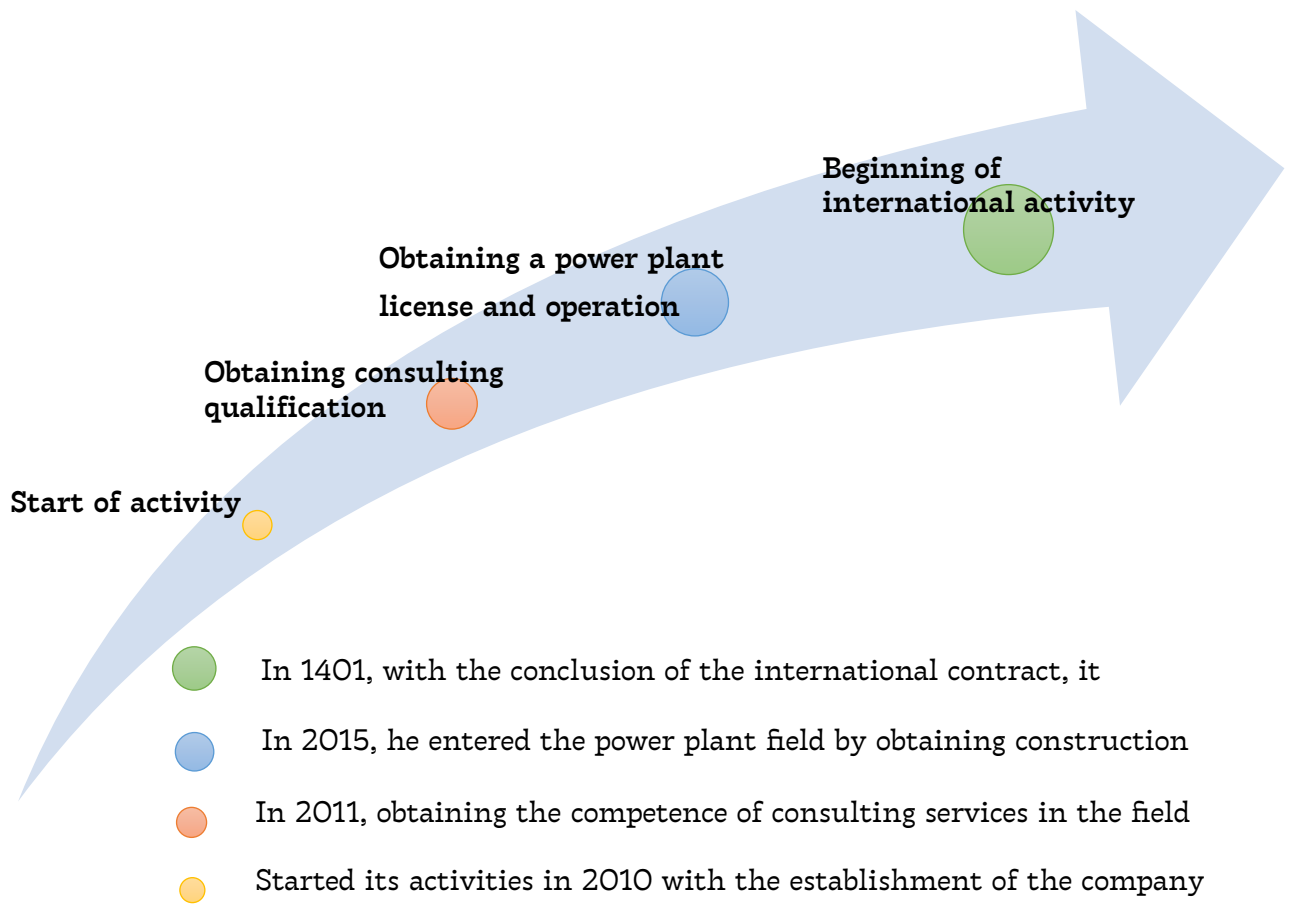 Beginning of
international activity
Obtaining a power plant
license and operation
Obtaining consulting
qualification
Start of activity
In 1401, with the conclusion of the international contract, it
In 2015, he entered the power plant field by obtaining construction
In 2011, obtaining the competence of consulting services in the field
Started its activities in 2010 with the establishment of the company